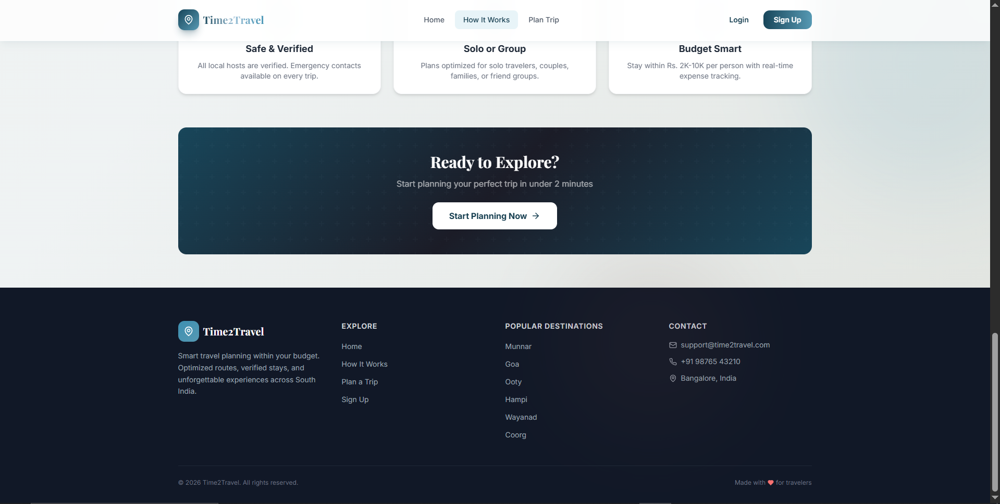 Time2Travel
Home
How It Works
Plan Trip
Login
Sign Up
Safe & Verified
All local hosts are verified. Emergency contacts
available on every trip.
Solo or Group
Plans optimized for solo travelers, couples,
families, or friend groups.
Budget Smart
Stay within Rs. 2K-10K per person with real-time
expense tracking.
Ready to Explore?
Start planning your perfect trip in under 2 minutes
Start Planning Now
Time2Travel
Smart travel planning within your budget.
Optimized routes, verified stays, and
unforgettable experiences across South
India.
EXPLORE
Home
How It Works
Plan a Trip
Sign Up
POPULAR DESTINATIONS
Munnar
Goa
Ooty
Hampi
Wayanad
Coorg
CONTACT
support@time2travel.com
+91 98765 43210
Bangalore, India
© 2026 Time2Travel. All rights reserved.
Made with ❤ for travelers